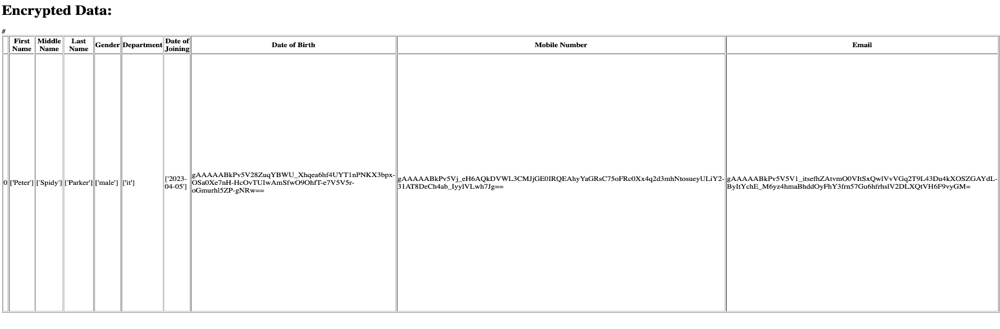 Encrypted Data:
#
First Name Middle Name Last Name Gender Department Date of Joining Date of Birth Mobile Number Email
0 ['Peter'] ['Spidy'] ['Parker'] ['male'] ['it'] ['2023-
04-05']
gAAAAABkPv5V28ZuqYBWU_Xhqea6hf4UYT1nPNKX3bpx-
OSa0Xe7nH-HcOvTUIwAmSfwO9OhfT-e7V5V5r-
oGmurhl5ZP-gNRw==
gAAAAABkPv5Vj_eH6AQkDVWL3CMJjGE0IRQEAhyYaGRsC75oFRc0Xx4q2d3mhNtosueyULiY2-
31AT8DeCh4ab_IyylVLwh7Jg==
gAAAAABkPv5V5V1_itsefhZAtvmO0VItSxQwlVvVGq2T9L43Du4kXOSZGAYdL-
ByItYchE_M6yz4hmaBhddOyFhY3frn57Gu6hfrhslV2DLXQtVH6F9vyGM=